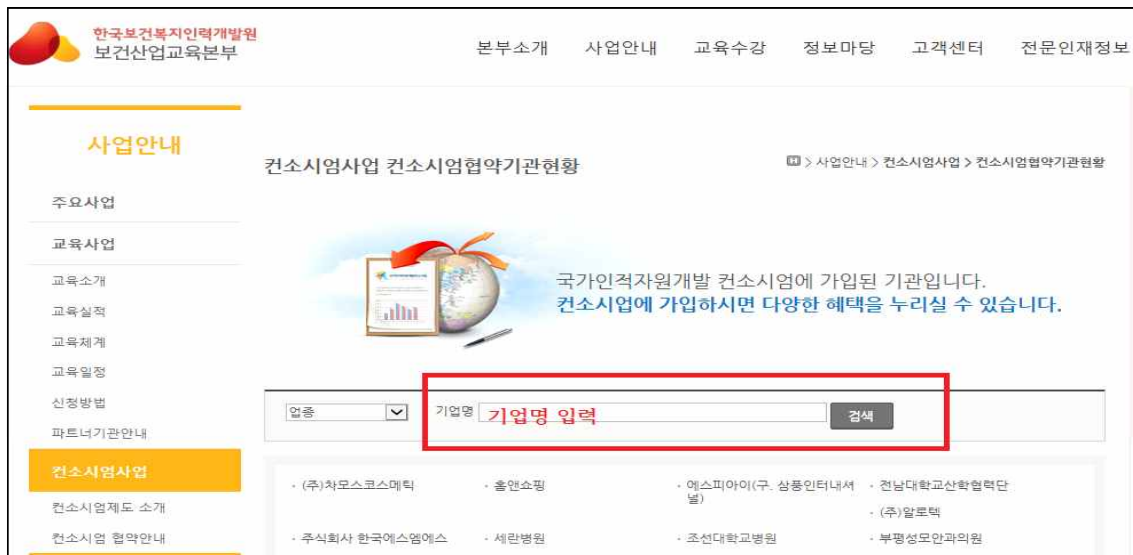 한국보건복지인력개발원
보건산업교육본부
본부소개 사업안내 교육수강 정보마당 고객센터 전문인재정보
사업안내
컨소시엄사업 컨소시엄협약기관현황
H > 사업안내 > 컨소시엄사업 > 컨소시엄협약기관현황
주요사업
교육사업
교육소개
교육실적
교육체계
교육일정
신청방법
파트너기관안내
컨소시엄사업
컨소시엄제도 소개
컨소시엄 협약안내
국가인적자원개발 컨소시엄에 가입된 기관입니다.
컨소시업에 가입하시면 다양한 혜택을 누리실 수 있습니다.
업종 기업명 기업명 입력 검색
· (주)차모스코스메틱 · 홈앤쇼핑 · 에스피아이(구. 삼풍인터내셔널) · 전남대학교산학협력단
· (주)알로텍
· 주식회사 한국에스엠에스 · 세란병원 · 조선대학교병원 · 부평성모안과의원